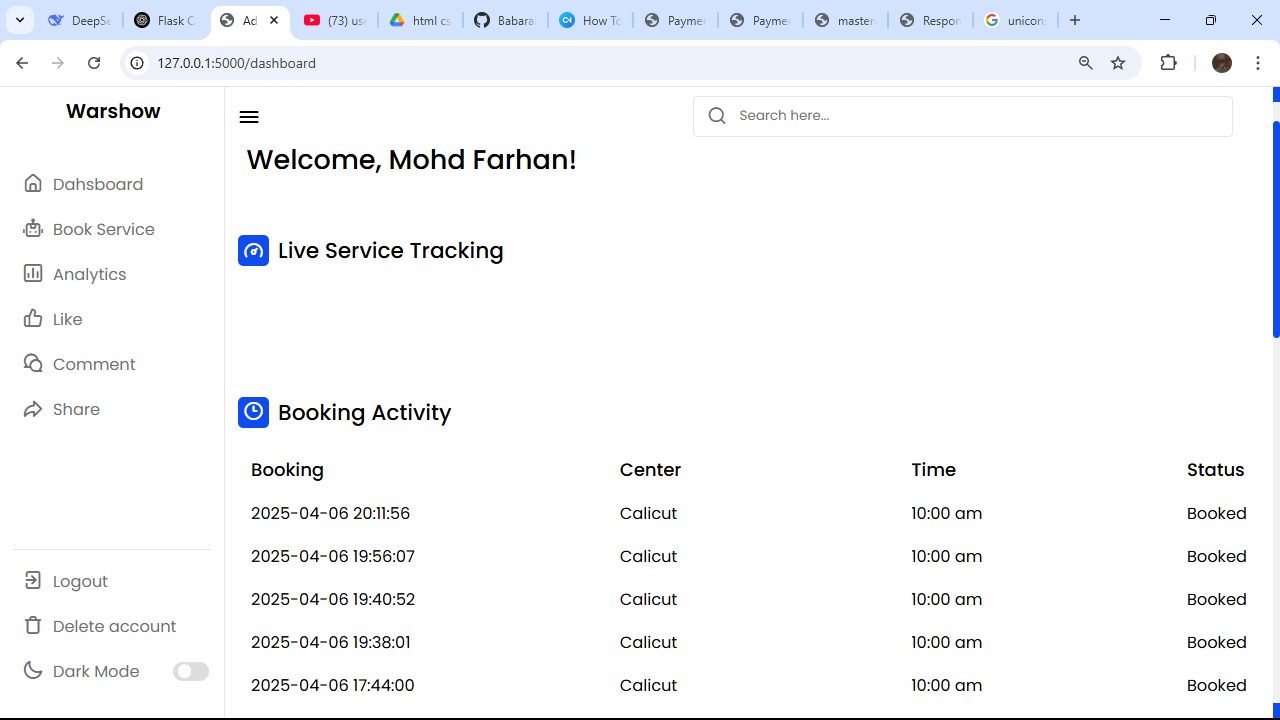 DeepSe
Flask C
Ad
(73) us
html cs
Babara
How To
Paymen
Paymen
master
Respon
unicon
127.0.0.1:5000/dashboard
Warshow
Search here...
Welcome, Mohd Farhan!
Dahsboard
Book Service
Analytics
Like
Comment
Share
Logout
Delete account
Dark Mode
Live Service Tracking
Booking Activity
Booking Center Time Status
2025-04-06 20:11:56 Calicut 10:00 am Booked
2025-04-06 19:56:07 Calicut 10:00 am Booked
2025-04-06 19:40:52 Calicut 10:00 am Booked
2025-04-06 19:38:01 Calicut 10:00 am Booked
2025-04-06 17:44:00 Calicut 10:00 am Booked